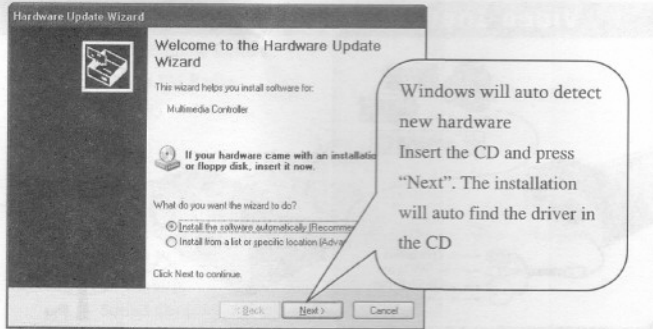 Hardware Update Wizard
Welcome to the Hardware Update
Wizard
This wizard helps you install software for:
Multimedia Controller
If your hardware came with an
or floppy disk, insert it now.
What do you want the wizard to do?
Install the software automatically
Install from a list or specific location
Click Next to continue.
< Back
Next >
Cancel
Windows will auto detect
new hardware
Insert the CD and press
“Next”. The installation
will auto find the driver in
the CD